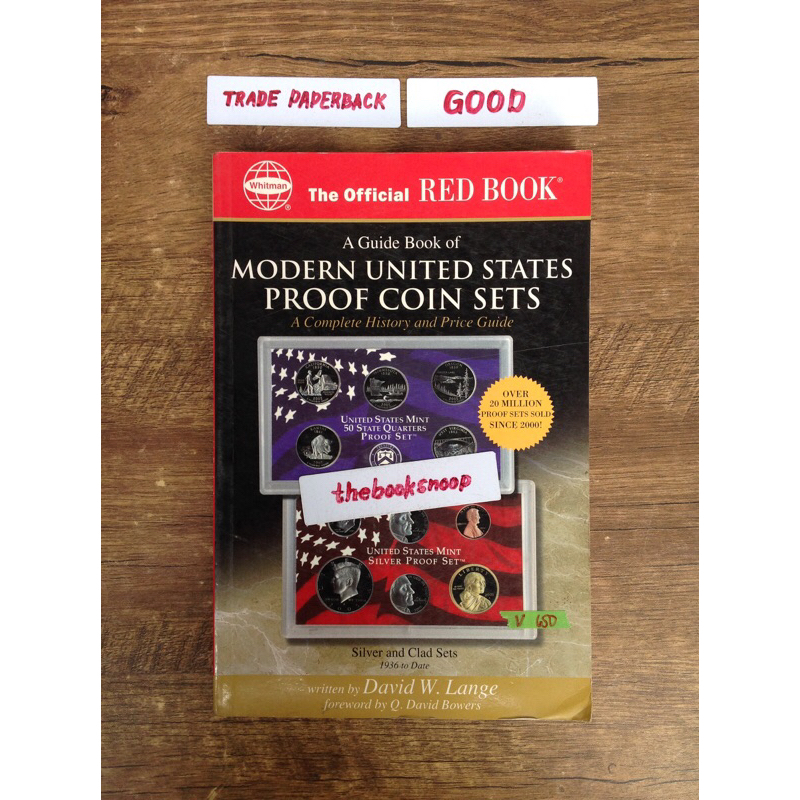 TRADE PAPERBACK
GOOD
Whitman®
The Official RED BOOK®
A Guide Book of
MODERN UNITED STATES
PROOF COIN SETS
A Complete History and Price Guide
UNITED STATES MINT
50 STATE QUARTERS
PROOF SET™
OVER
20 MILLION
PROOF SETS SOLD
SINCE 2000!
thebooksnoop
UNITED STATES MINT
SILVER PROOF SET™
LIBERTY
Silver and Clad Sets
1936 to Date
written by David W. Lange
foreword by Q. David Bowers